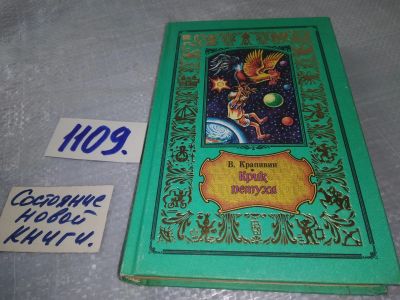 1109.
Состояние
новой
книги.
В. Крапивин
Крик
петуха